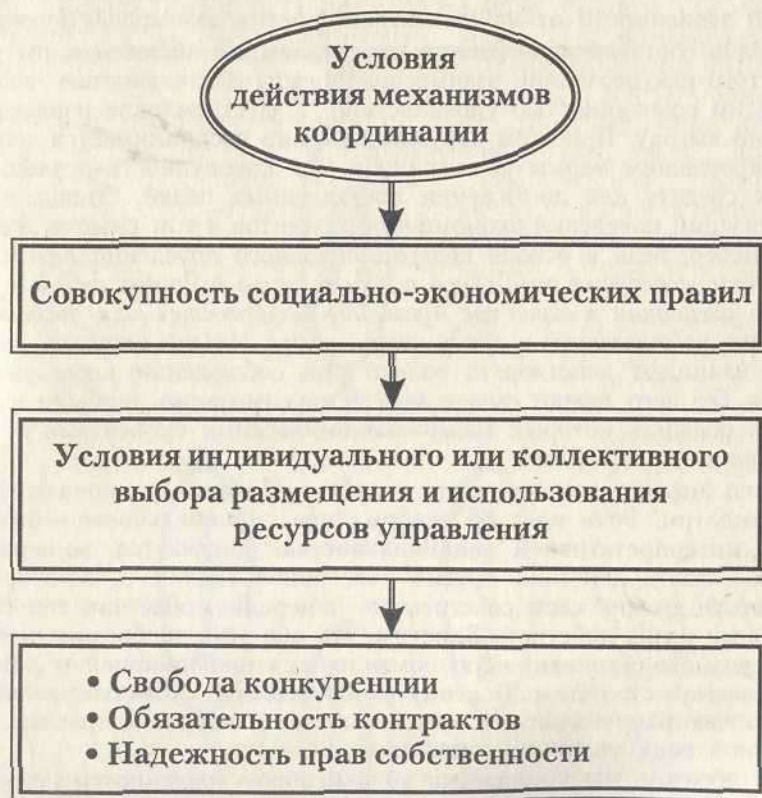 Условия
действия механизмов
координации
Совокупность социально-экономических правил
Условия индивидуального или коллективного
выбора размещения и использования
ресурсов управления
• Свобода конкуренции
• Обязательность контрактов
• Надежность прав собственности